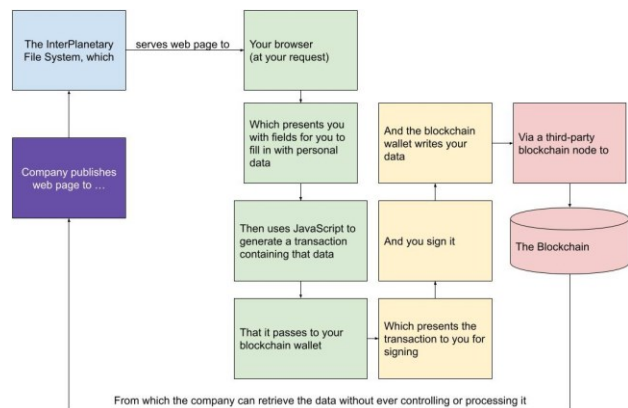 The InterPlanetary
File System, which
serves web page to
Your browser
(at your request)
Which presents you
with fields for you to
fill in with personal
data
And the blockchain
wallet writes your
data
Via a third-party
blockchain node to
Company publishes
web page to …
Then uses JavaScript to
generate a transaction
containing that data
And you sign it
The Blockchain
That it passes to your
blockchain wallet
Which presents the
transaction to you for
signing
From which the company can retrieve the data without ever controlling or processing it